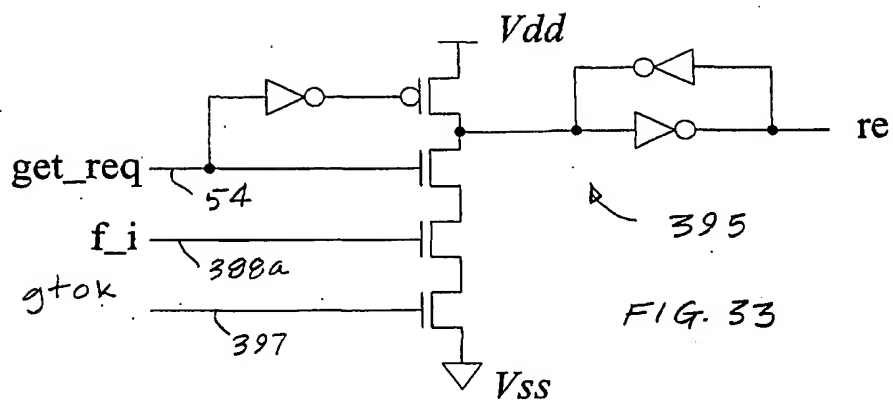 Vdd
re
get_req
54
f_i
388a
395
gtok
397
FIG. 33
Vss